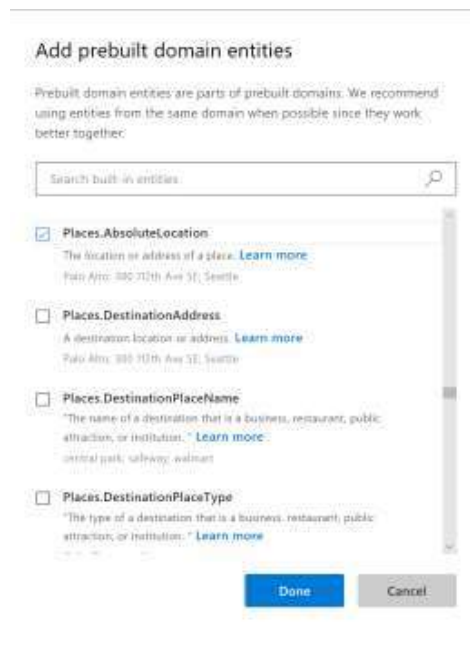 Add prebuilt domain entities
Prebuilt domain entities are parts of prebuilt domains. We recommend
using entities from the same domain when possible since they work
better together.
Search built-in entities
Places.AbsoluteLocation
The location or address of a place. Learn more
Palo Alto; 300 112th Ave SE; Seattle
Places.DestinationAddress
A destination location or address. Learn more
Palo Alto; 300 112th Ave SE; Seattle
Places.DestinationPlaceName
"The name of a destination that is a business, restaurant, public
attraction, or institution. " Learn more
central park; safeway; walmart
Places.DestinationPlaceType
"The type of a destination that is a business, restaurant, public
attraction, or institution. " Learn more
Done
Cancel